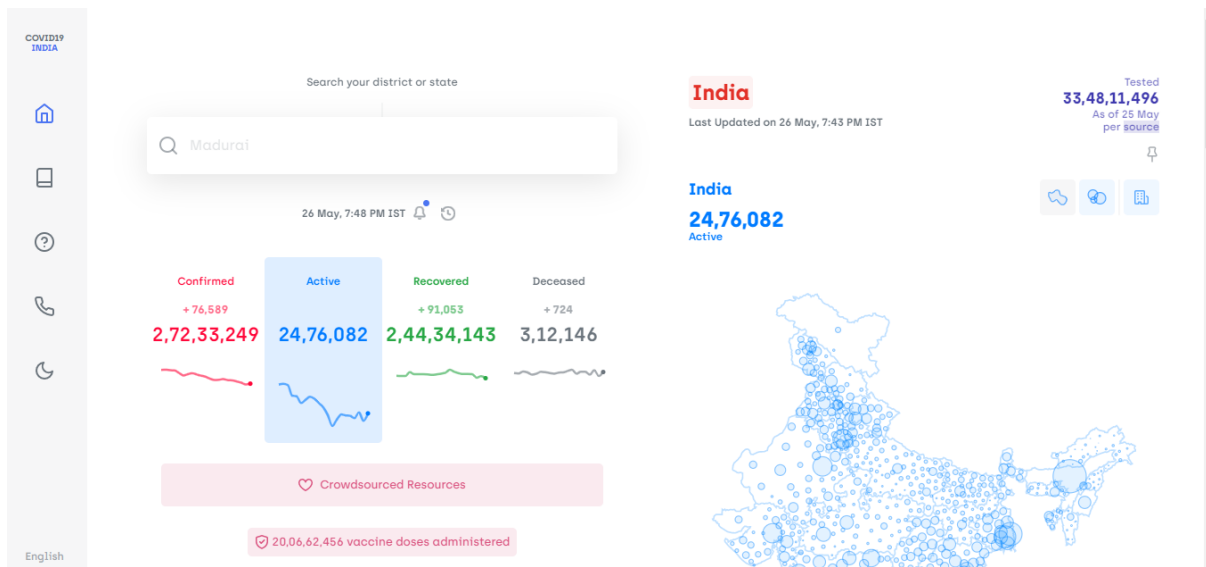 COVID19
INDIA
English
Search your district or state
Madurai
26 May, 7:48 PM IST
Confirmed
+ 76,589
2,72,33,249
Active
24,76,082
Recovered
+ 91,053
2,44,34,143
Deceased
+ 724
3,12,146
Crowdsourced Resources
20,06,62,456 vaccine doses administered
India
Last Updated on 26 May, 7:43 PM IST
Tested
33,48,11,496
As of 25 May
per source
India
24,76,082
Active